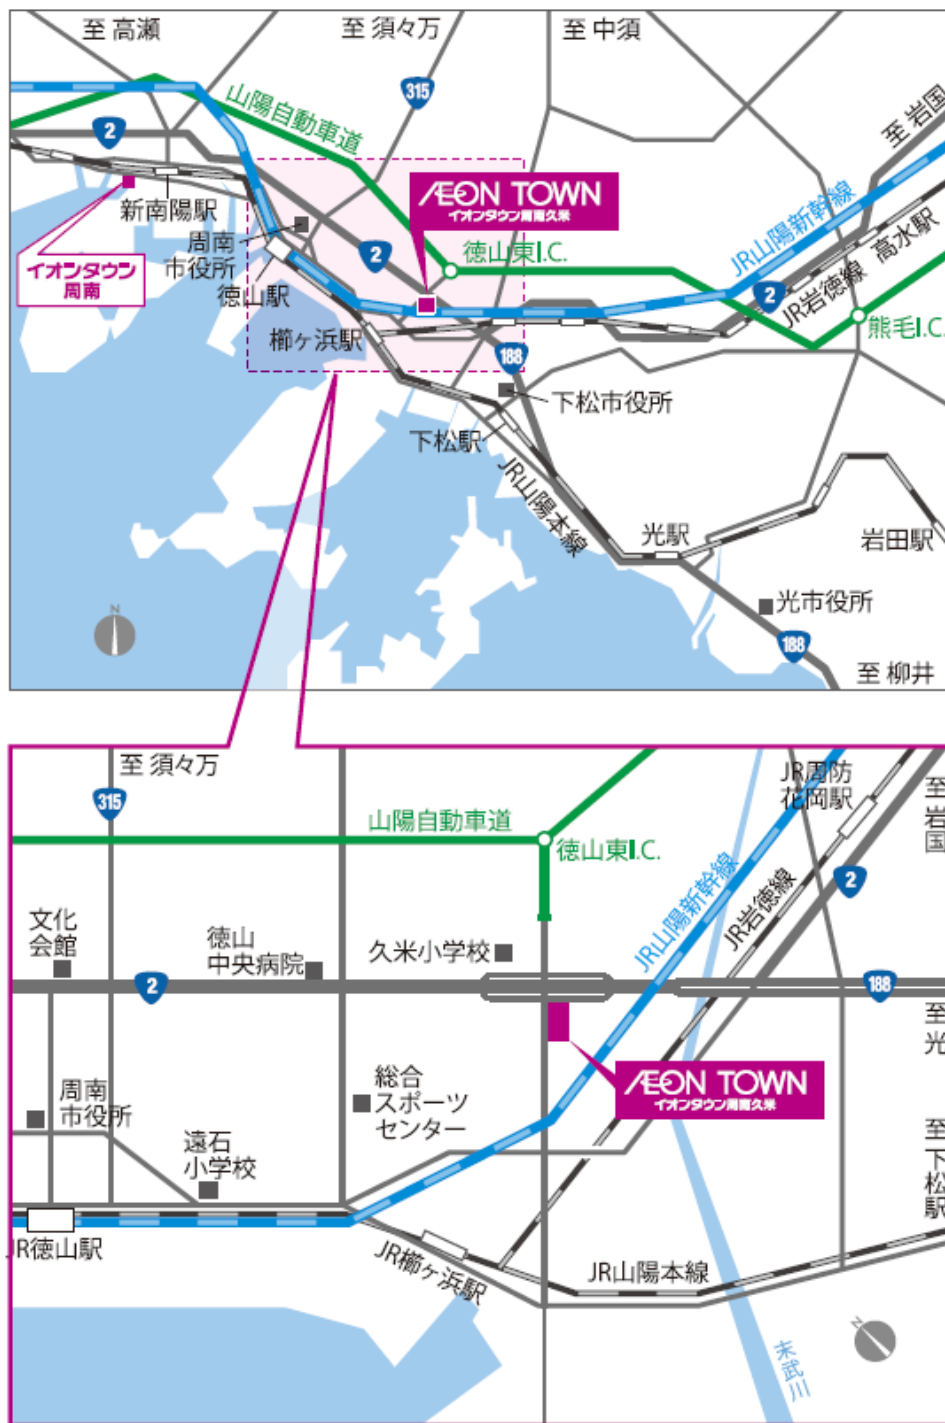 至 高瀬
至 須々万
至 中須
315
山陽自動車道
2
至 岩国
新南陽駅
イオンタウン
周南
周南
市役所
徳山駅
ÆON TOWN
イオンタウン周南久米
2
徳山東I.C.
JR山陽新幹線
高水駅
2
JR岩徳線
熊毛I.C.
櫛ヶ浜駅
188
下松市役所
下松駅
JR山陽本線
光駅
岩田駅
N
光市役所
188
至 柳井
至 須々万
315
山陽自動車道
徳山東I.C.
JR周防
花岡駅
至 岩国
JR山陽新幹線
JR岩徳線
2
文化
会館
徳山
中央病院
久米小学校
2
188
至 光
周南
市役所
総合
スポーツ
センター
ÆON TOWN
イオンタウン周南久米
遠石
小学校
至 下松駅
JR徳山駅
JR櫛ヶ浜駅
JR山陽本線
末武川
N